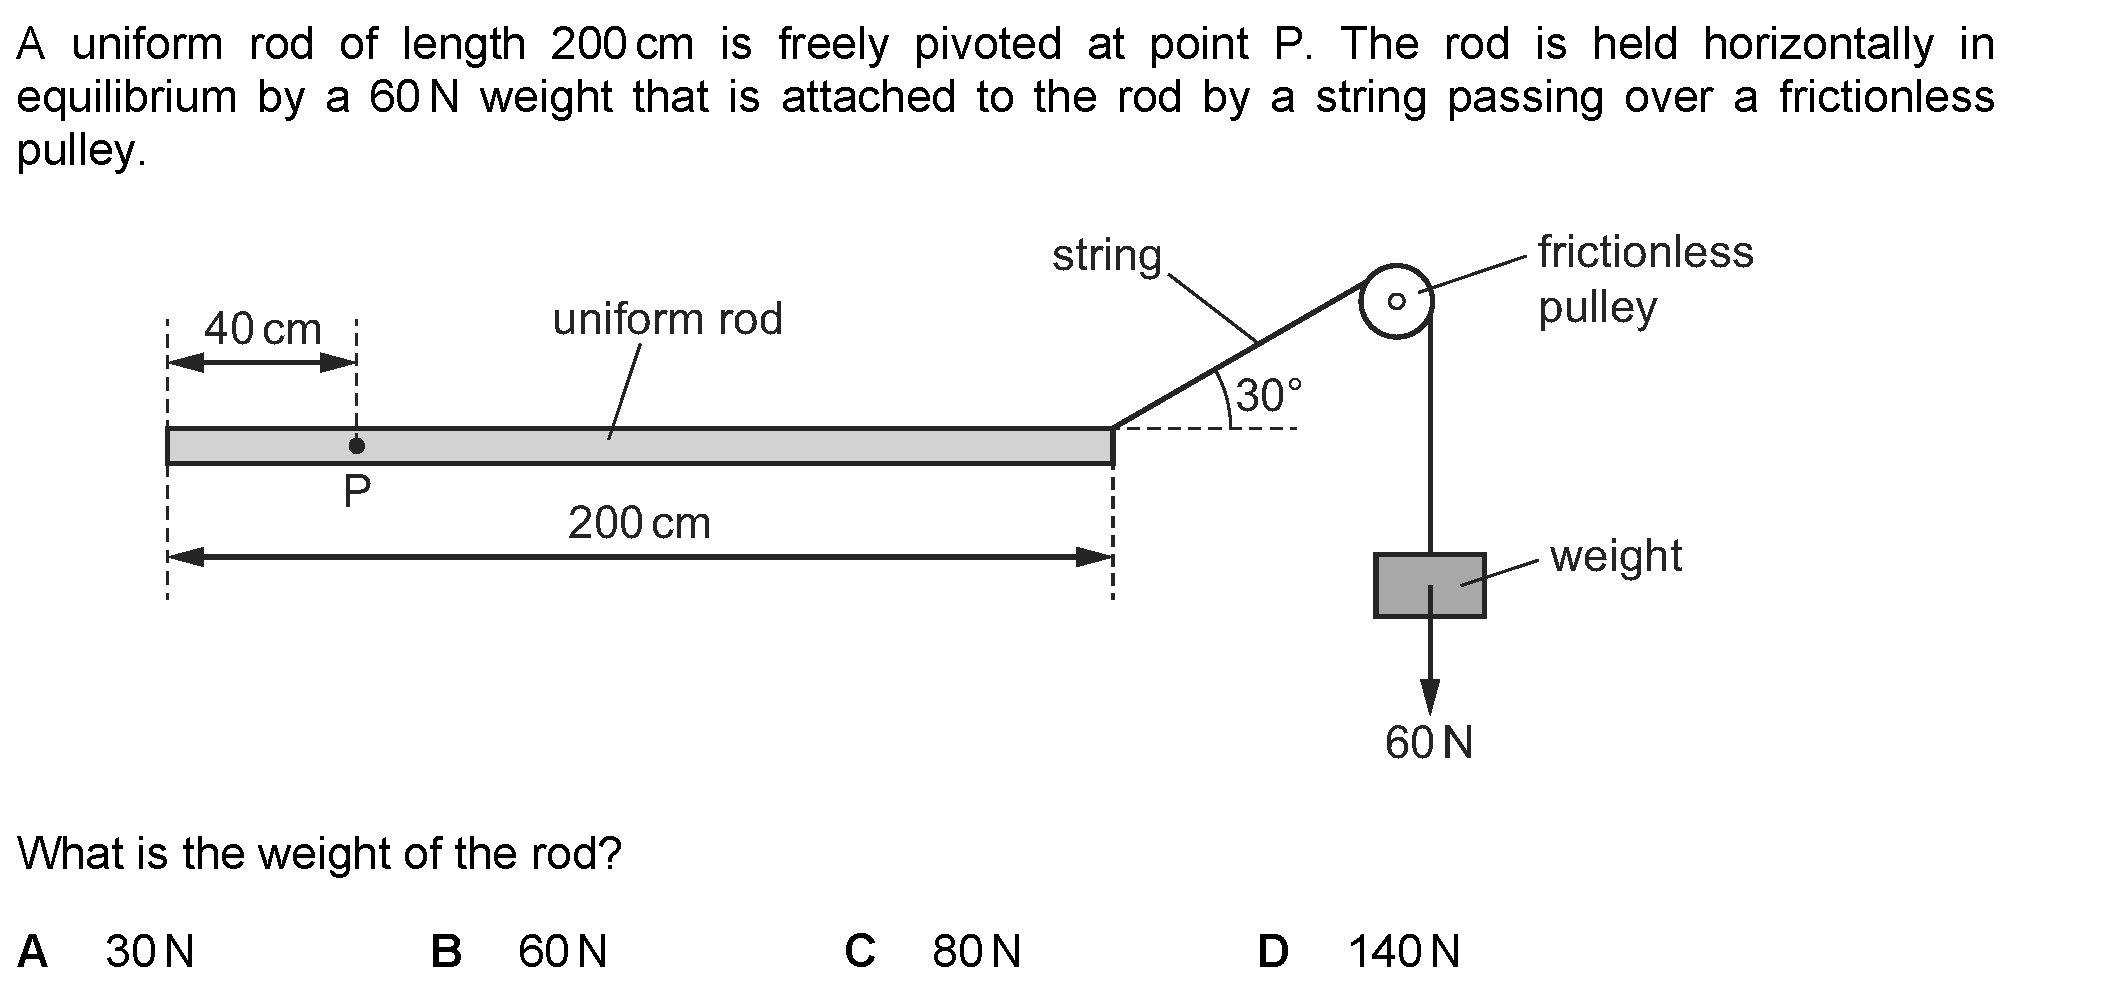 A uniform rod of length 200 cm is freely pivoted at point P. The rod is held horizontally in
equilibrium by a 60 N weight that is attached to the rod by a string passing over a frictionless
pulley.
string
frictionless
pulley
40 cm
uniform rod
30°
P
200 cm
weight
60 N
What is the weight of the rod?
A 30 N B 60 N C 80 N D 140 N